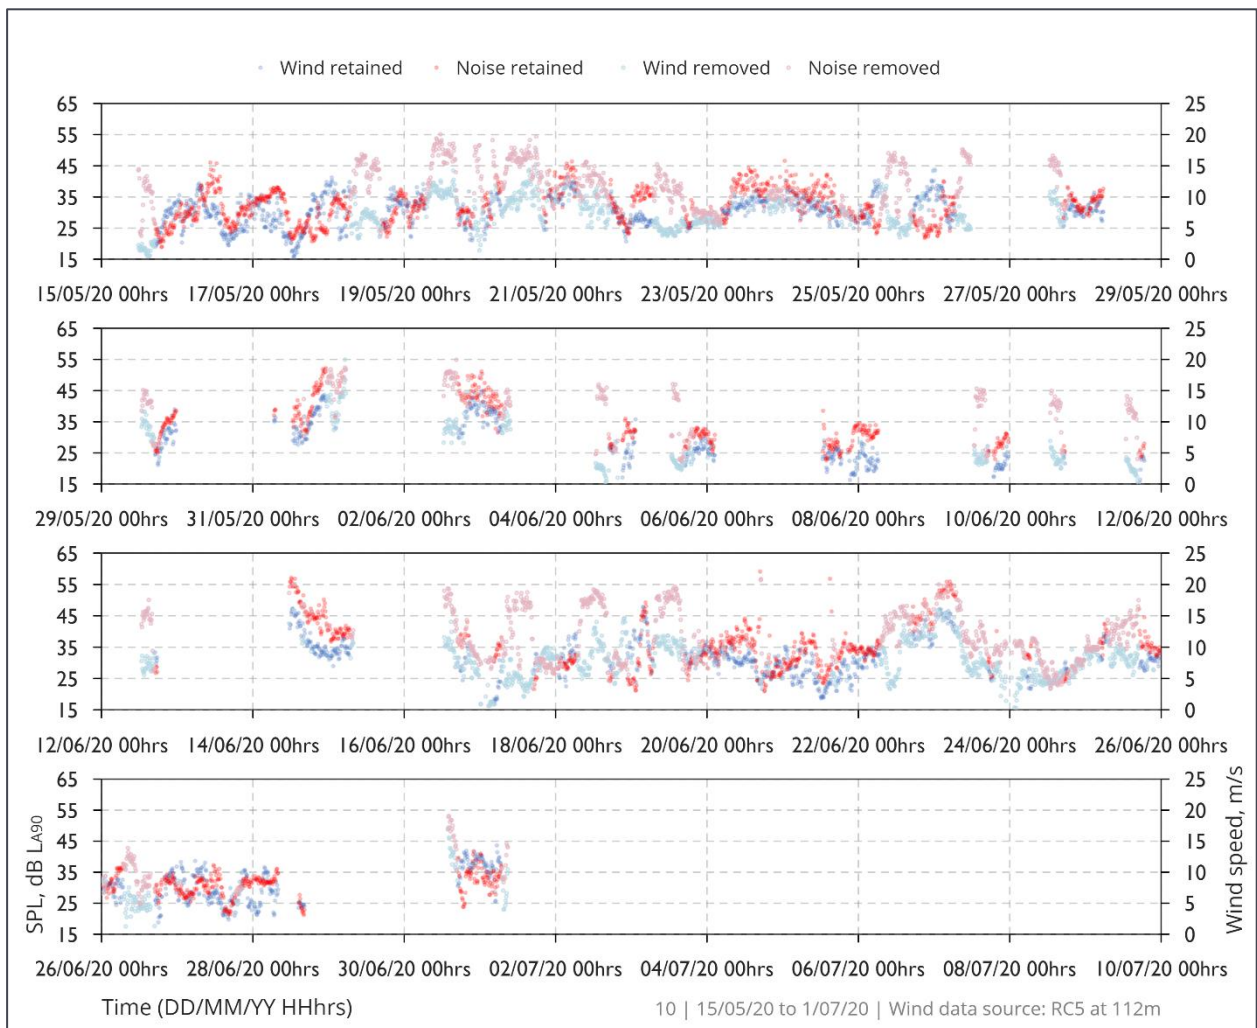 Wind retained Noise retained Wind removed Noise removed
65 25
55 20
45 15
35 10
25 5
15 0
15/05/20 00hrs 17/05/20 00hrs 19/05/20 00hrs 21/05/20 00hrs 23/05/20 00hrs 25/05/20 00hrs 27/05/20 00hrs 29/05/20 00hrs
65 25
55 20
45 15
35 10
25 5
15 0
29/05/20 00hrs 31/05/20 00hrs 02/06/20 00hrs 04/06/20 00hrs 06/06/20 00hrs 08/06/20 00hrs 10/06/20 00hrs 12/06/20 00hrs
65 25
55 20
45 15
35 10
25 5
15 0
12/06/20 00hrs 14/06/20 00hrs 16/06/20 00hrs 18/06/20 00hrs 20/06/20 00hrs 22/06/20 00hrs 24/06/20 00hrs 26/06/20 00hrs
SPL, dB LA90
65 25
55 20
45 15
35 10
25 5
15 0
Wind speed, m/s
26/06/20 00hrs 28/06/20 00hrs 30/06/20 00hrs 02/07/20 00hrs 04/07/20 00hrs 06/07/20 00hrs 08/07/20 00hrs 10/07/20 00hrs
Time (DD/MM/YY HHhrs)
10 | 15/05/20 to 1/07/20 | Wind data source: RC5 at 112m